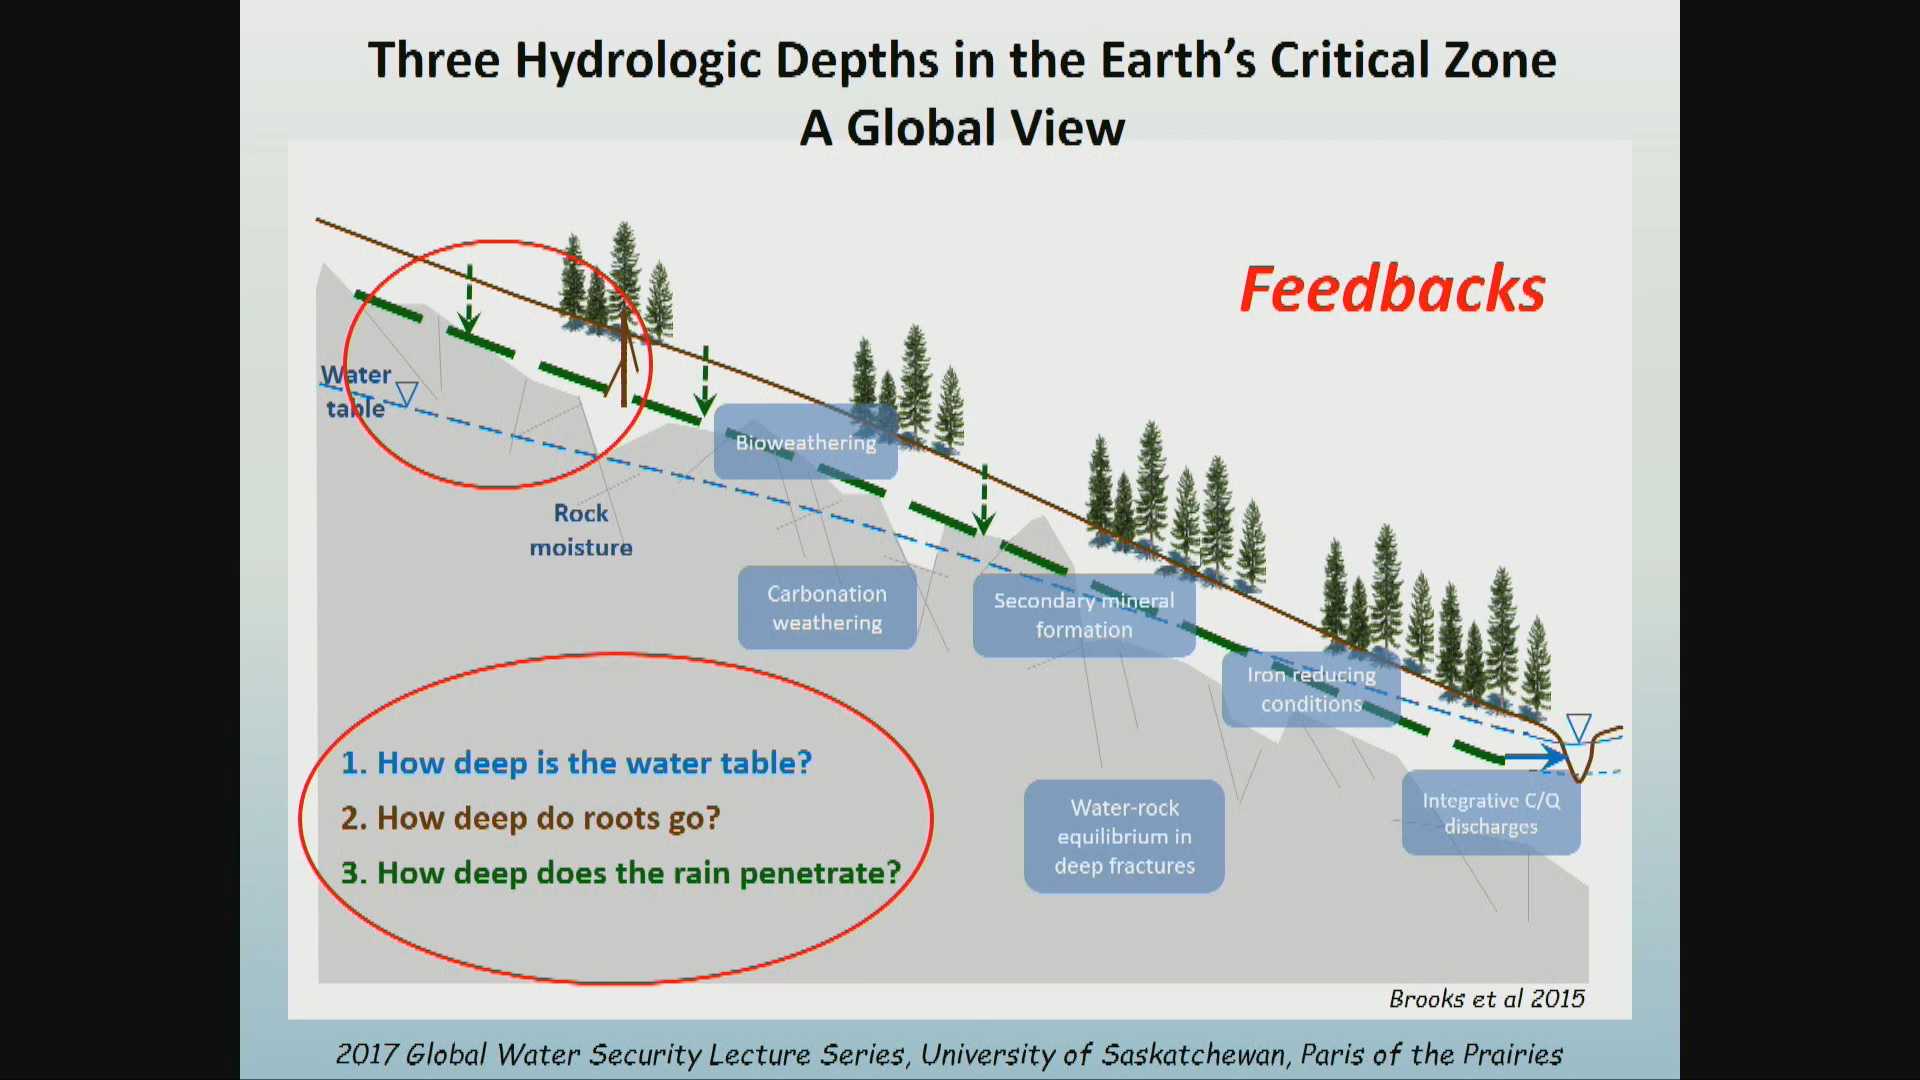 Three Hydrologic Depths in the Earth's Critical Zone
A Global View
Feedbacks
Water
table
Bioweathering
Rock
moisture
Carbonation
weathering
Secondary mineral
formation
Iron reducing
conditions
1. How deep is the water table?
2. How deep do roots go?
3. How deep does the rain penetrate?
Water-rock
equilibrium in
deep fractures
Integrative C/Q
discharges
Brooks et al 2015
2017 Global Water Security Lecture Series, University of Saskatchewan, Paris of the Prairies